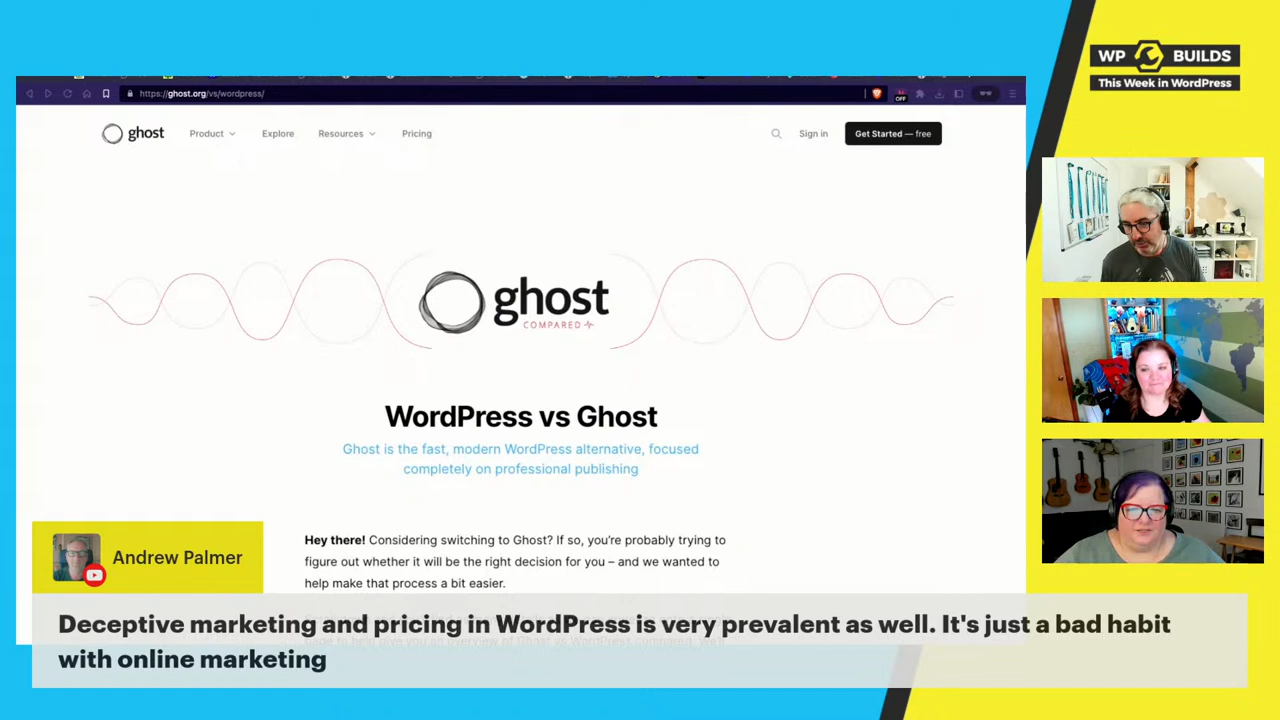 WP BUILDS
This Week in WordPress
https://ghost.org/vs/wordpress/
OFF
ghost
Product
Explore
Resources
Pricing
Sign in
Get Started — free
ghost
COMPARED
WordPress vs Ghost
Ghost is the fast, modern WordPress alternative, focused
completely on professional publishing
Hey there! Considering switching to Ghost? If so, you're probably trying to
figure out whether it will be the right decision for you – and we wanted to
help make that process a bit easier.
Andrew Palmer
Deceptive marketing and pricing in WordPress is very prevalent as well. It's just a bad habit
with online marketing